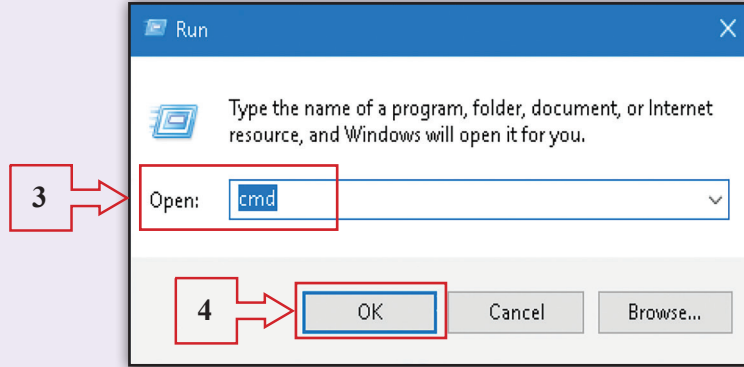 Run
Type the name of a program, folder, document, or Internet
resource, and Windows will open it for you.
3
Open: cmd
4
OK Cancel Browse...